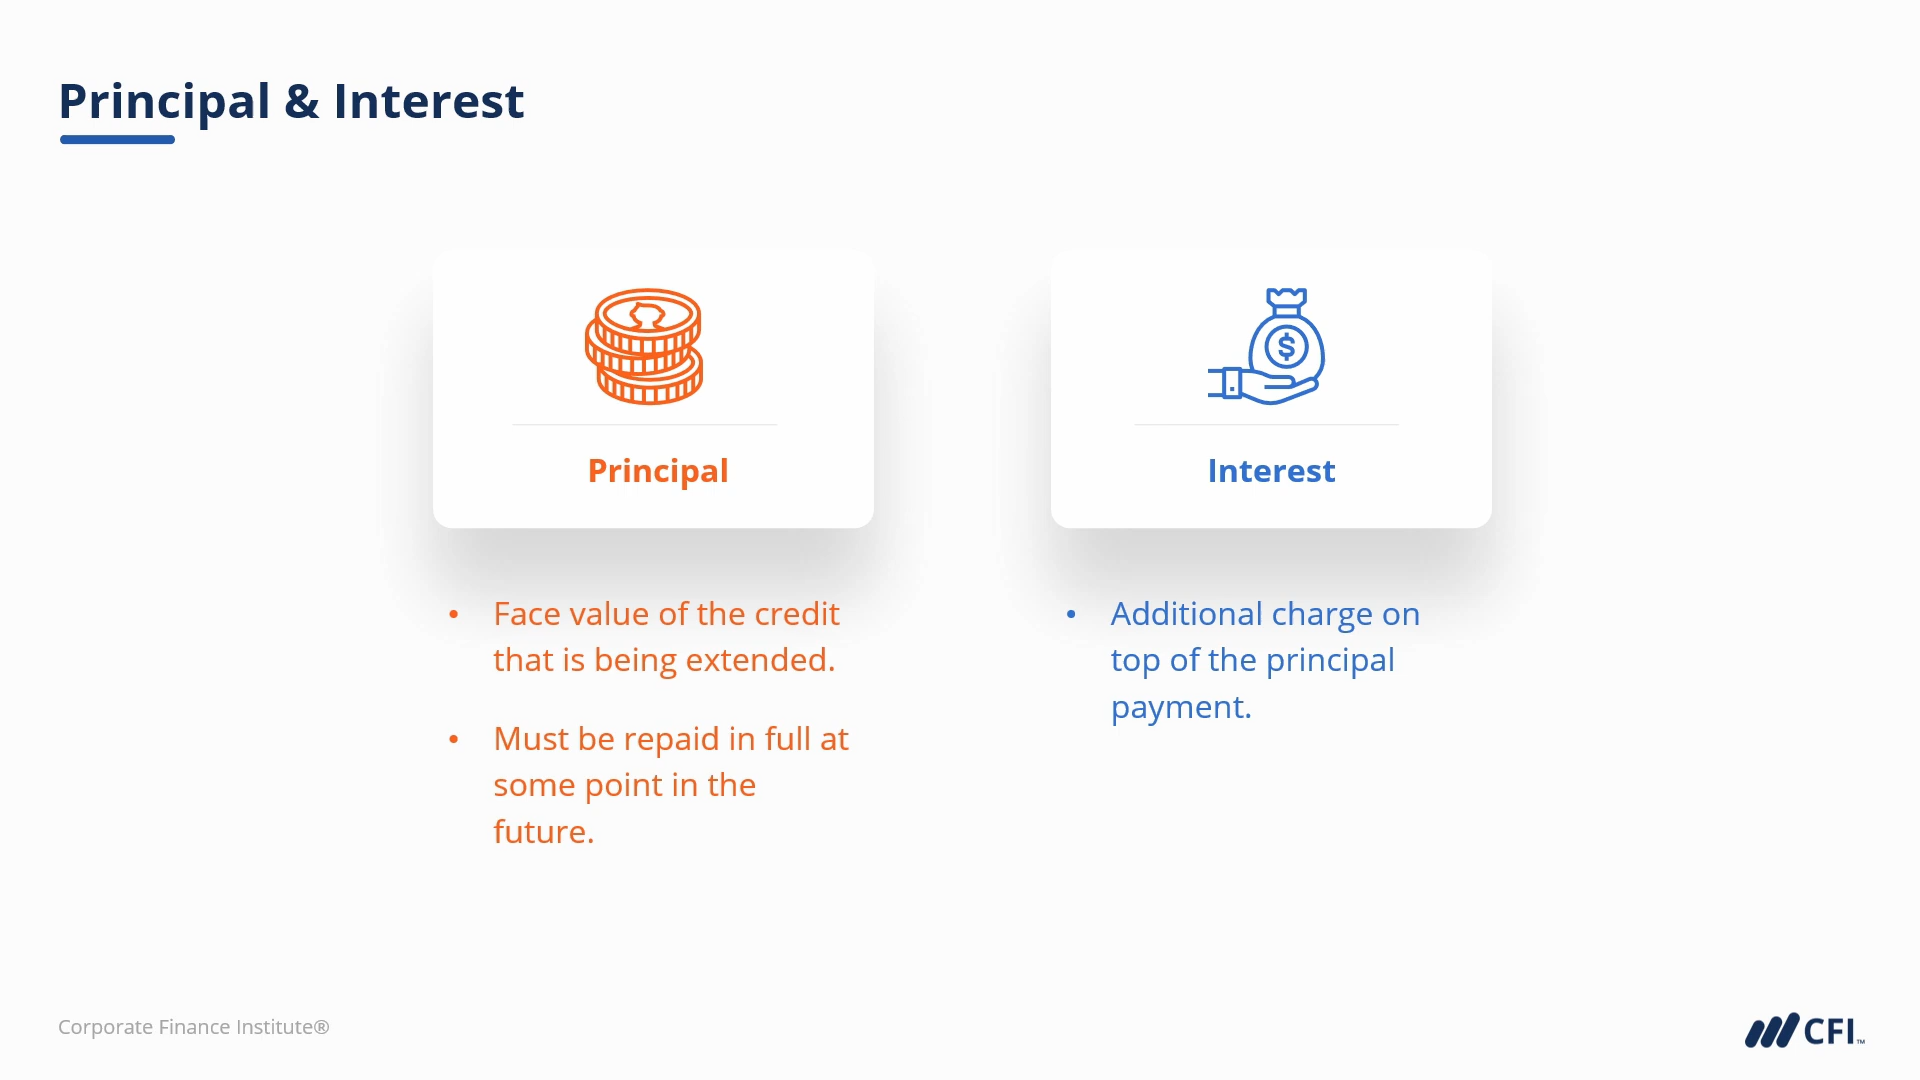 Principal & Interest
Principal
• Face value of the credit
that is being extended.
• Must be repaid in full at
some point in the
future.
$
Interest
• Additional charge on
top of the principal
payment.
Corporate Finance Institute®
CFI™